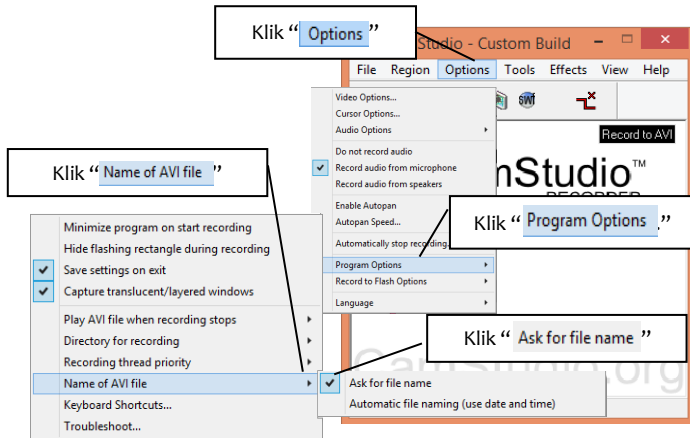 Klik “ Options ”
Studio - Custom Build
File Region Options Tools Effects View Help
Video Options...
Cursor Options...
Audio Options
Do not record audio
Record audio from microphone
Record audio from speakers
Enable Autopan
Autopan Speed...
Automatically stop recording.
Program Options
Record to Flash Options
Language
swf
Record to AVI
mStudio™
RECORDER
Klik “ Name of AVI file ”
Klik “ Program Options .”
Minimize program on start recording
Hide flashing rectangle during recording
Save settings on exit
Capture translucent/layered windows
Play AVI file when recording stops
Directory for recording
Recording thread priority
Name of AVI file
Keyboard Shortcuts...
Troubleshoot...
Klik “ Ask for file name ”
CamStudio.org
Ask for file name
Automatic file naming (use date and time)